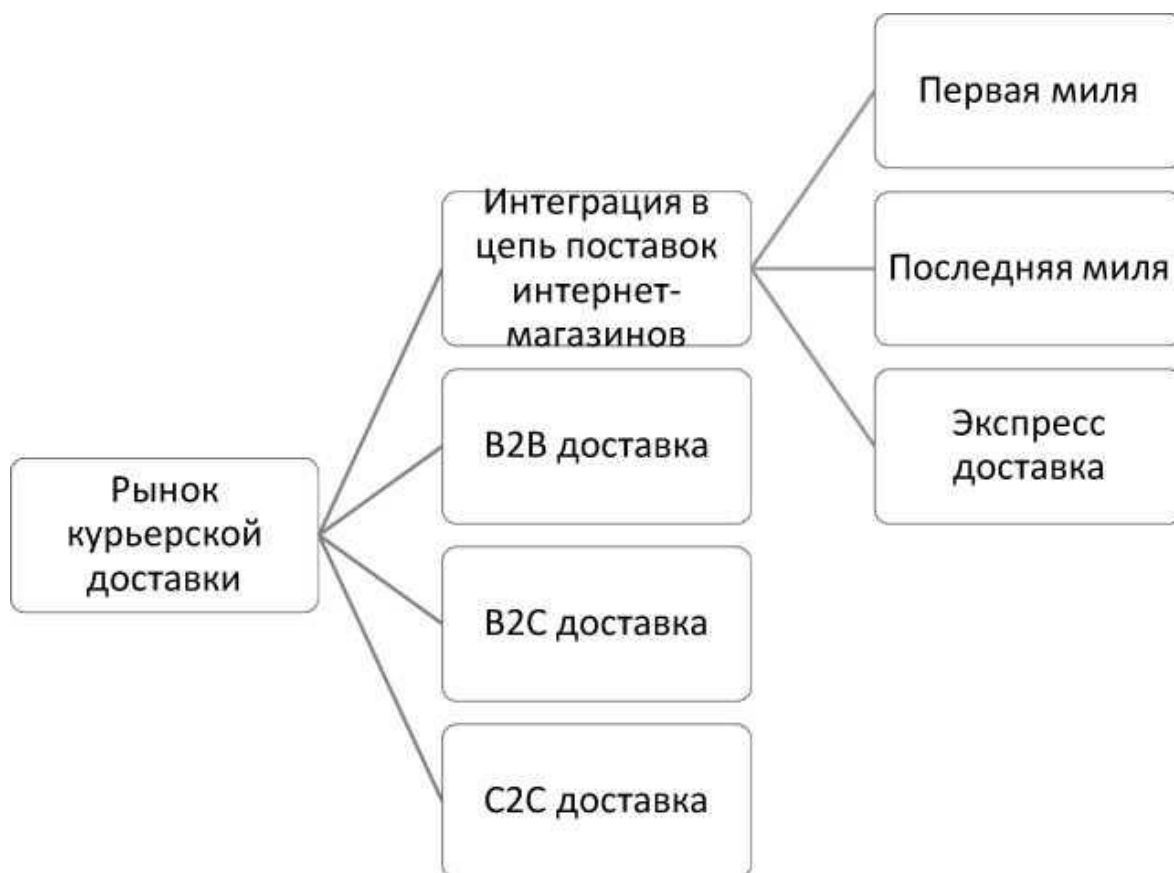 Рынок
курьерской
доставки
Интеграция в
цепь поставок
интернет-
магазинов
B2B доставка
B2C доставка
C2C доставка
Первая миля
Последняя миля
Экспресс
доставка